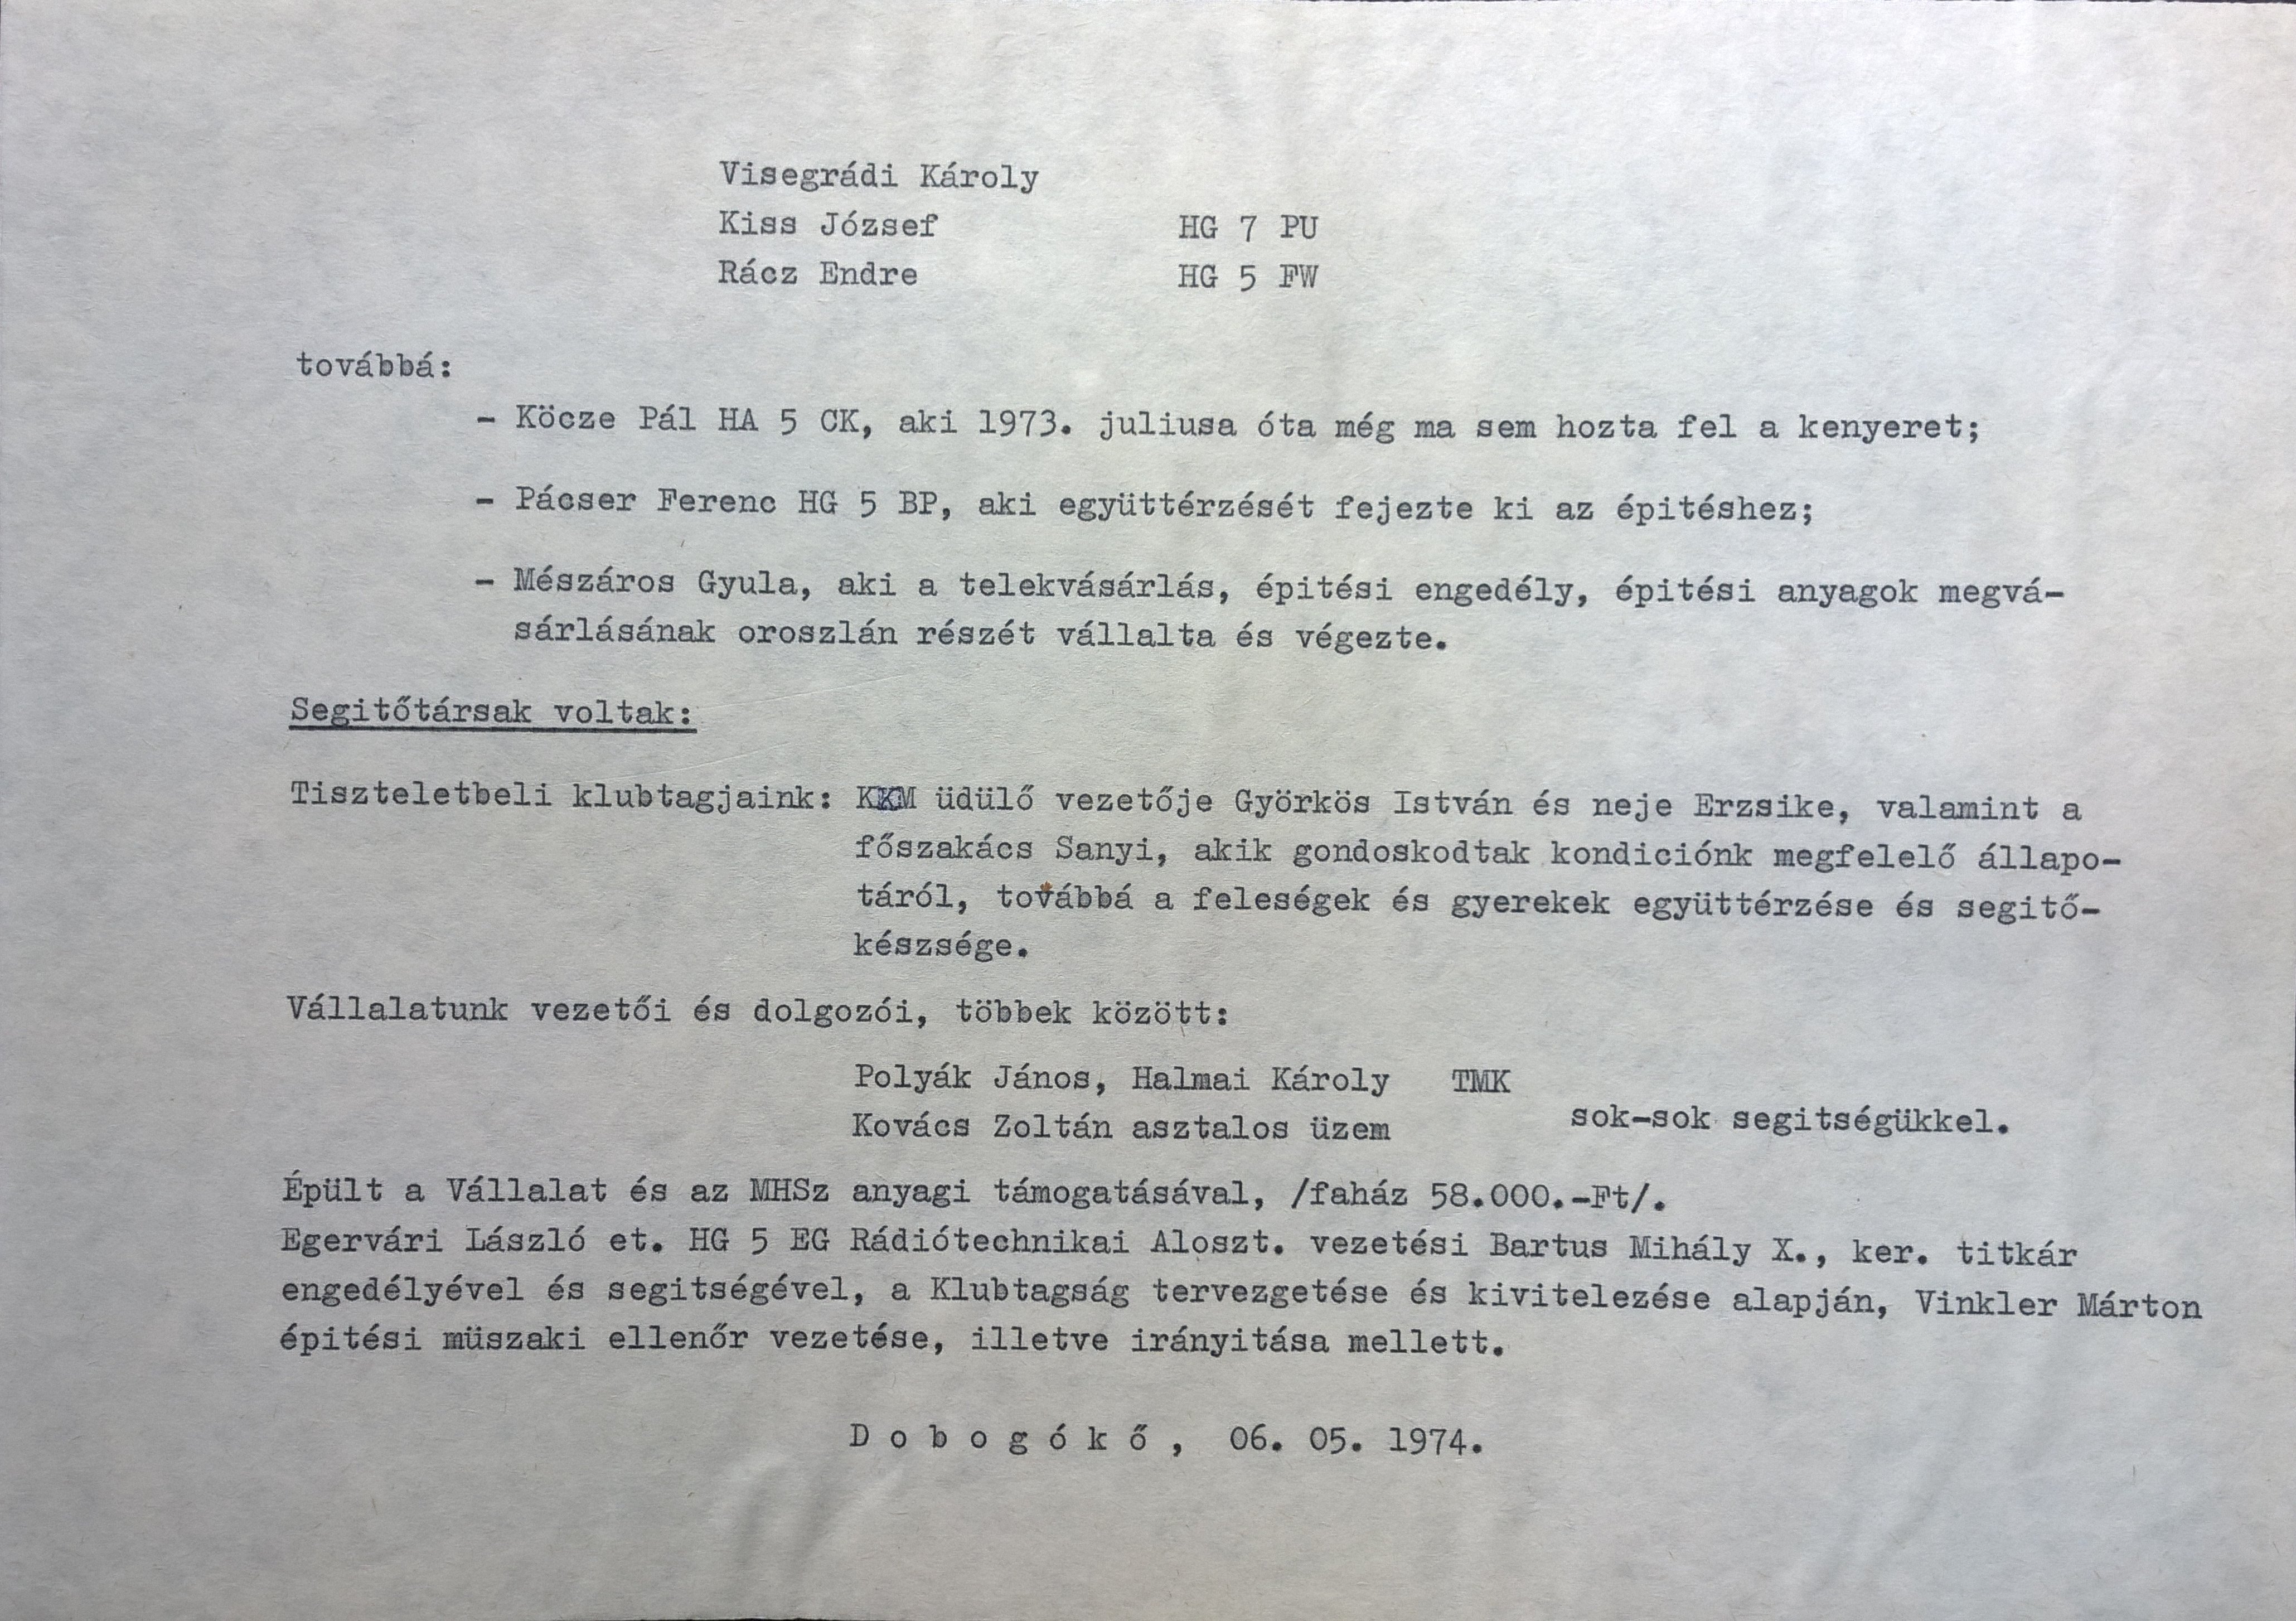 Visegrádi Károly
Kiss József HG 7 PU
Rácz Endre HG 5 FW
továbbá:
- Köcze Pál HA 5 CK, aki 1973. juliusa óta még ma sem hozta fel a kenyeret;
- Pácser Ferenc HG 5 BP, aki együttérzését fejezte ki az épitéshez;
- Mészáros Gyula, aki a telekvásárlás, épitési engedély, épitési anyagok megvá-
sárlásának oroszlán részét vállalta és végezte.
Segitőtársak voltak:
Tiszteletbeli klubtagjaink: KKM üdülő vezetője Györkös István és neje Erzsike, valamint a
főszakács Sanyi, akik gondoskodtak kondiciónk megfelelő állapo-
táról, továbbá a feleségek és gyerekek együttérzése és segitő-
készsége.
Vállalatunk vezetői és dolgozói, többek között:
Polyák János, Halmai Károly TMK
Kovács Zoltán asztalos üzem sok-sok segitségükkel.
Épült a Vállalat és az MHSz anyagi támogatásával, /faház 58.000.-Ft/.
Egervári László et. HG 5 EG Rádiótechnikai Aloszt. vezetési Bartus Mihály X., ker. titkár
engedélyével és segitségével, a Klubtagság tervezgetése és kivitelezése alapján, Vinkler Márton
épitési müszaki ellenőr vezetése, illetve irányitása mellett.
D o b o g ó k ő , 06. 05. 1974.